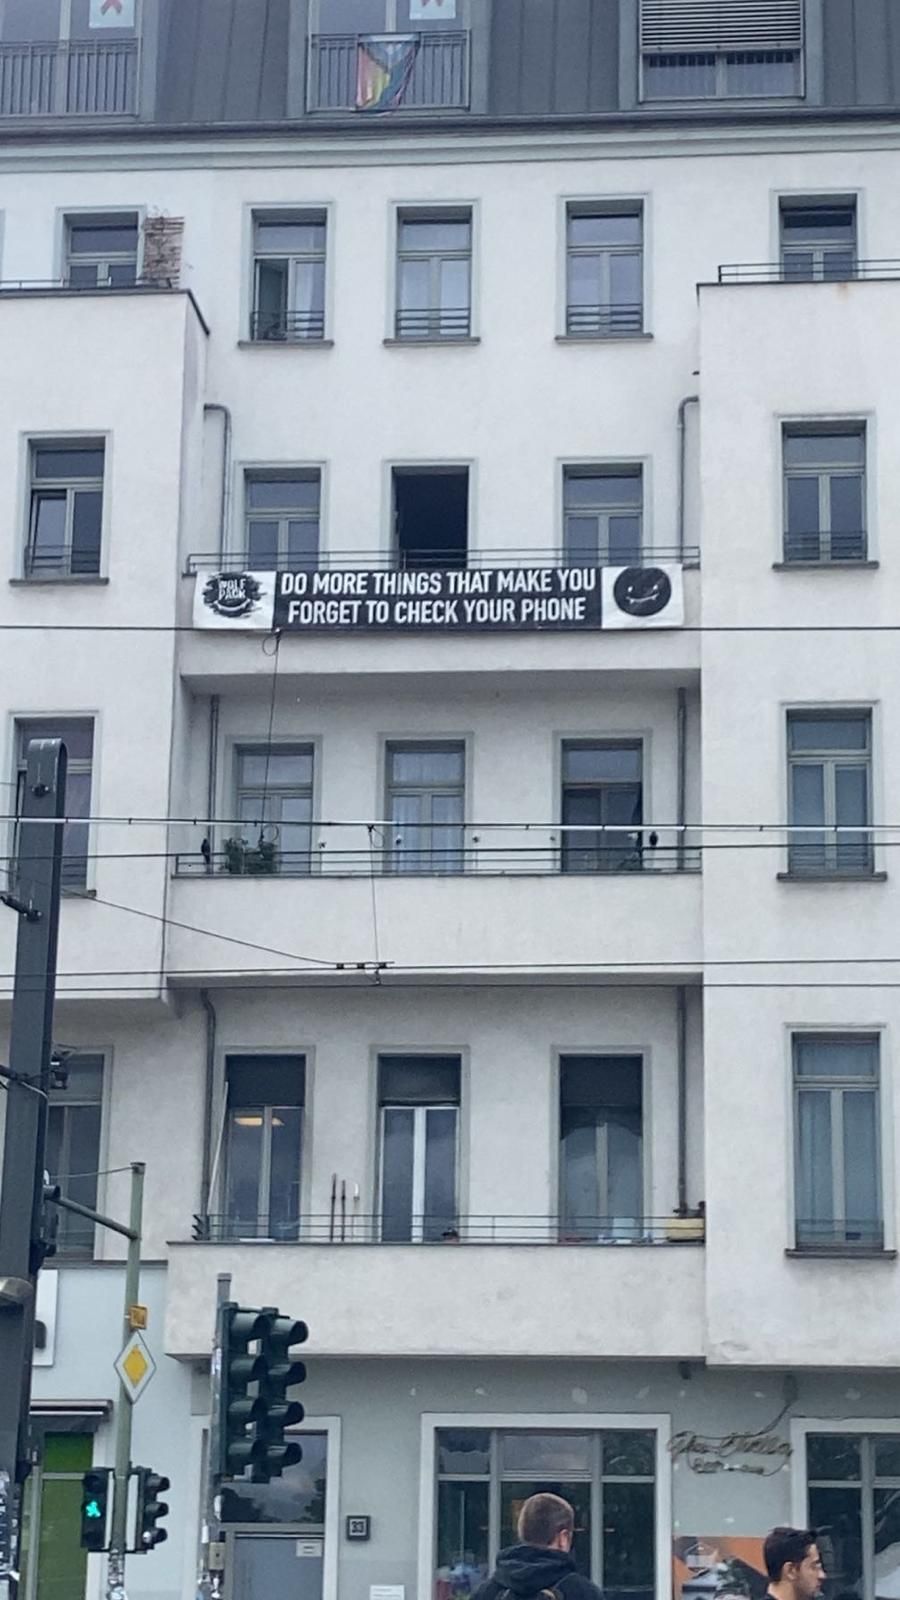 WOLF
PACK
DO MORE THINGS THAT MAKE YOU
FORGET TO CHECK YOUR PHONE
33